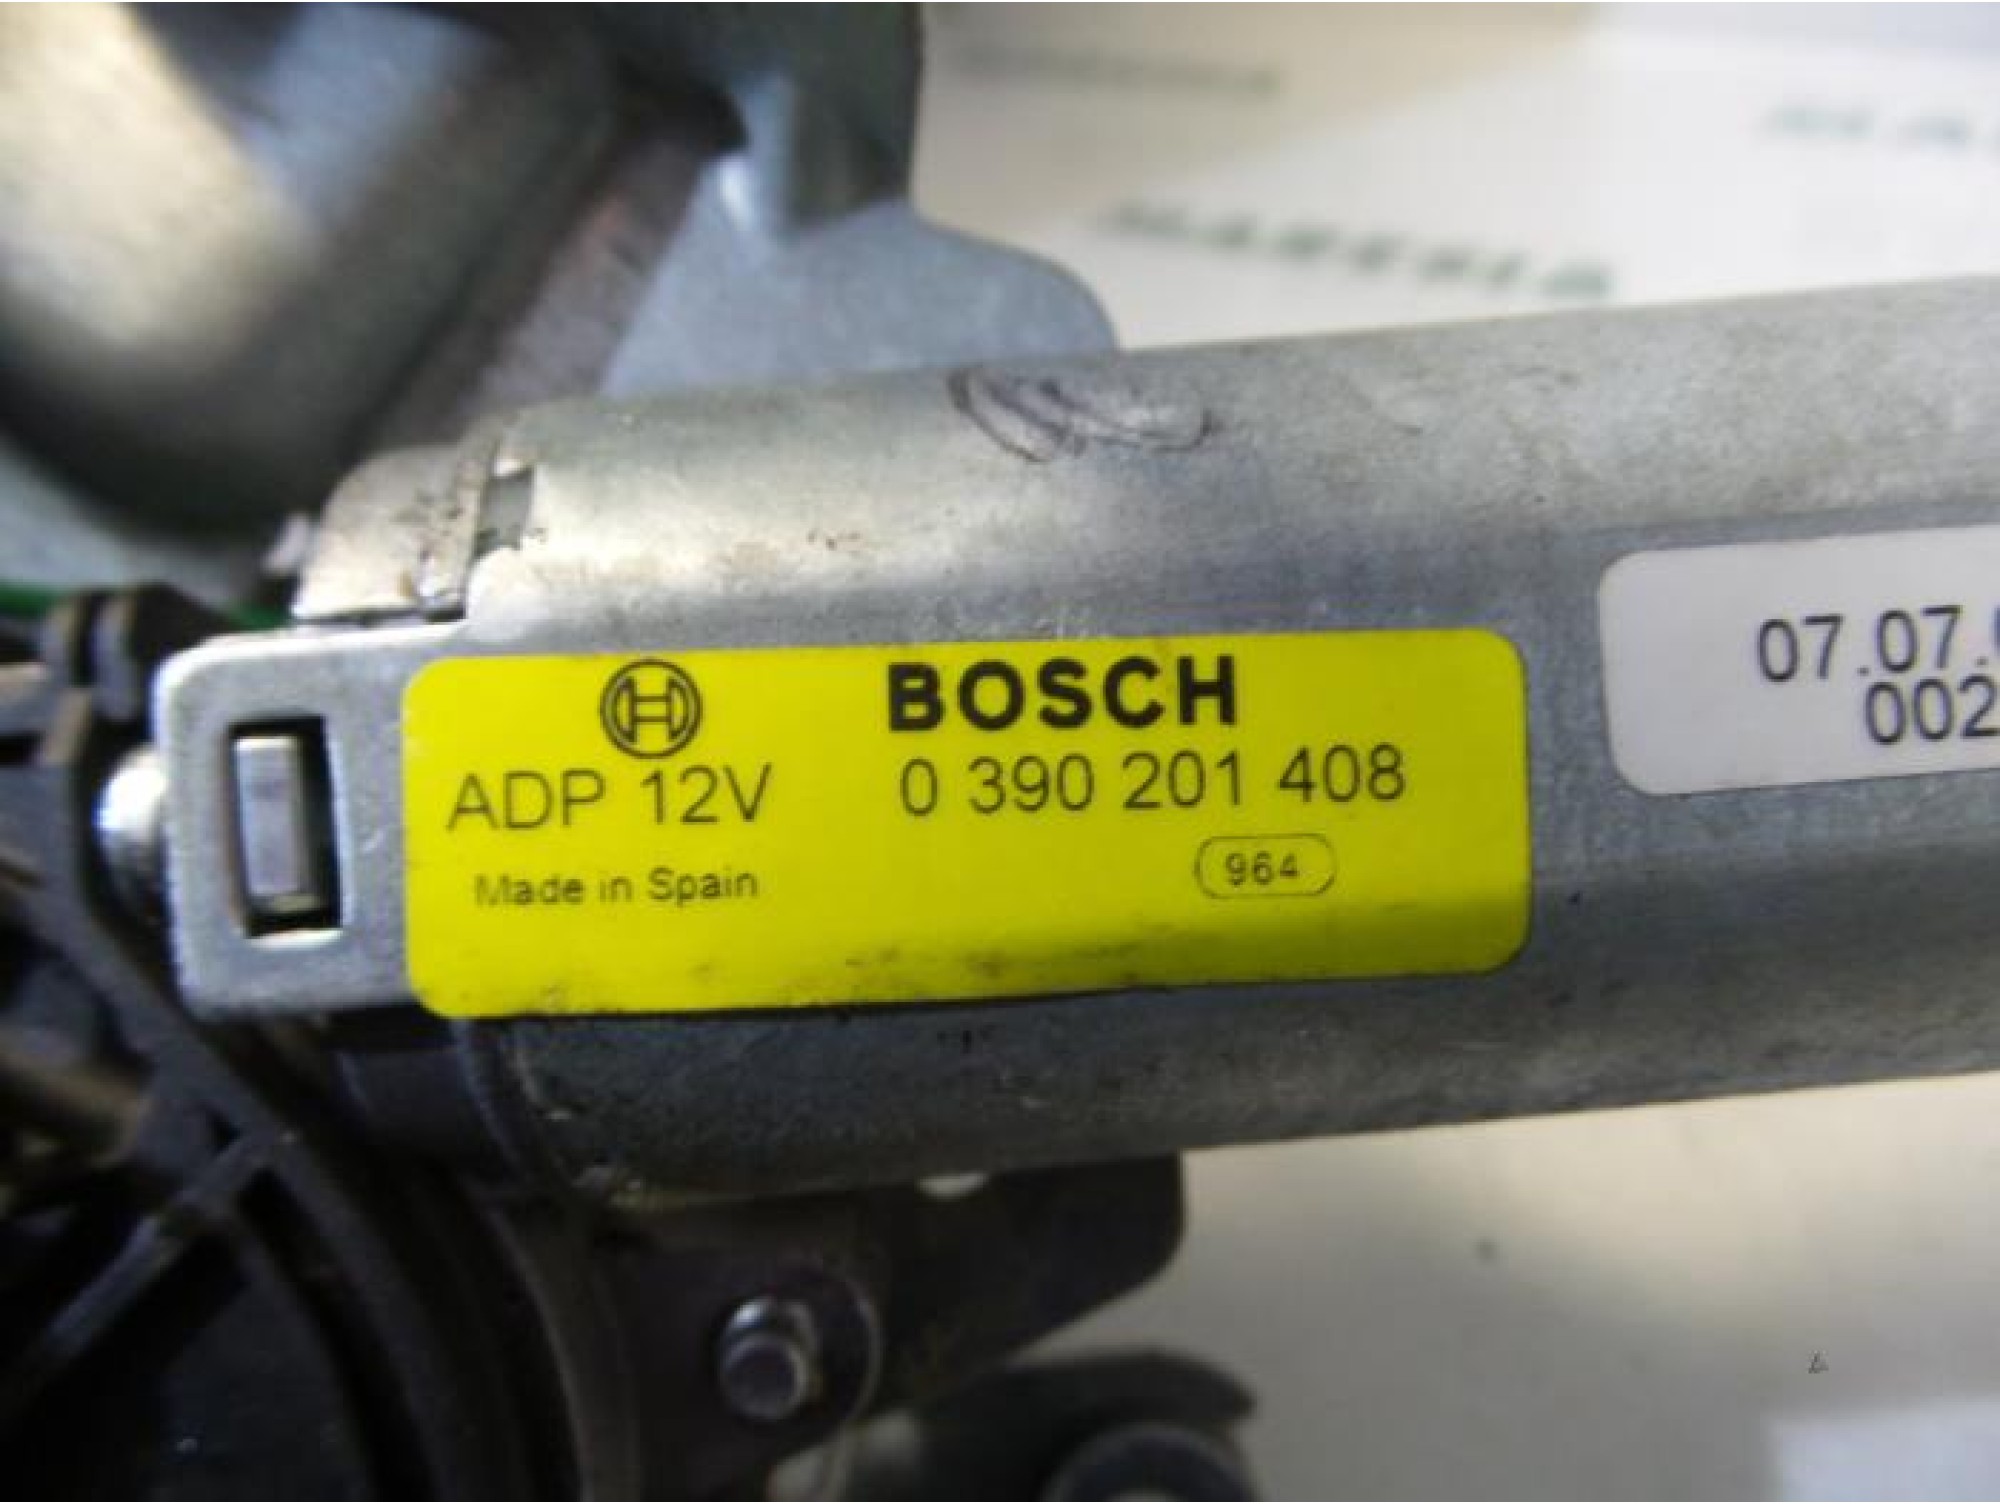 BOSCH
ADP 12V 0 390 201 408
Made in Spain 964
07.07.
002